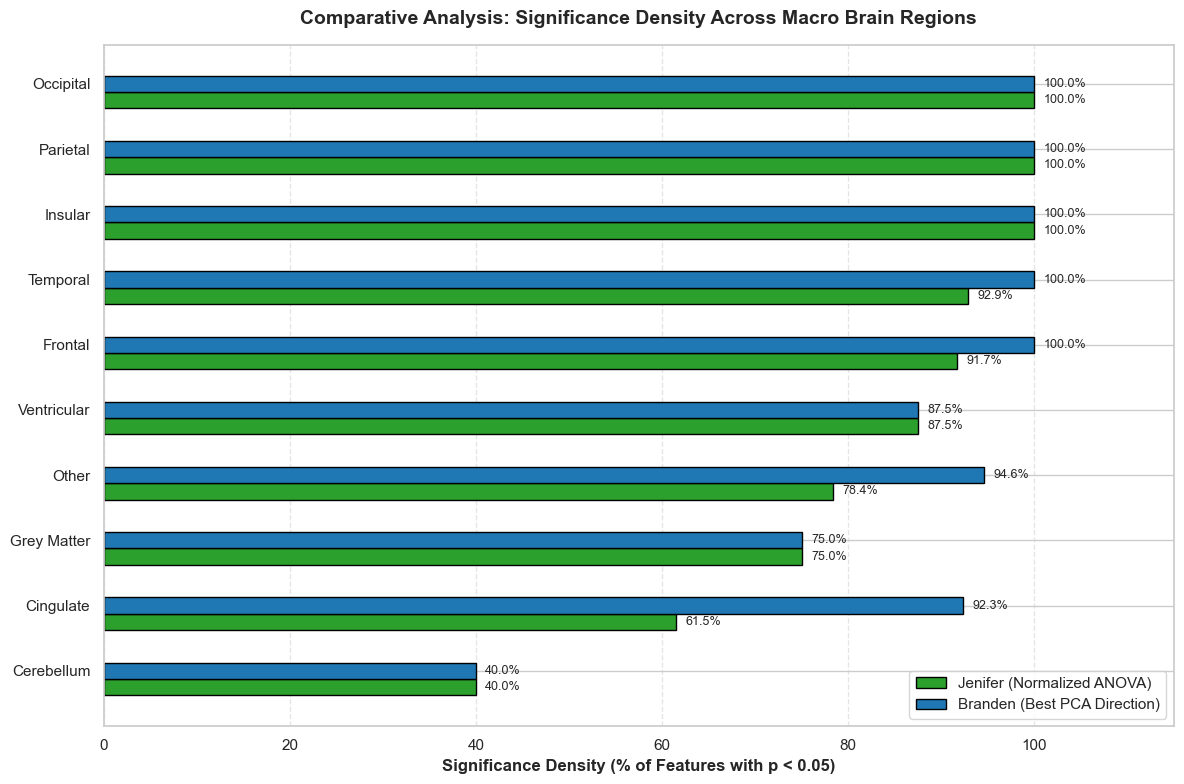 Comparative Analysis: Significance Density Across Macro Brain Regions
Occipital
100.0%
100.0%
Parietal
100.0%
100.0%
Insular
100.0%
100.0%
Temporal
100.0%
92.9%
Frontal
100.0%
91.7%
Ventricular
87.5%
87.5%
Other
94.6%
78.4%
Grey Matter
75.0%
75.0%
Cingulate
92.3%
61.5%
Cerebellum
40.0%
40.0%
Jenifer (Normalized ANOVA)
Branden (Best PCA Direction)
0 20 40 60 80 100
Significance Density (% of Features with p < 0.05)